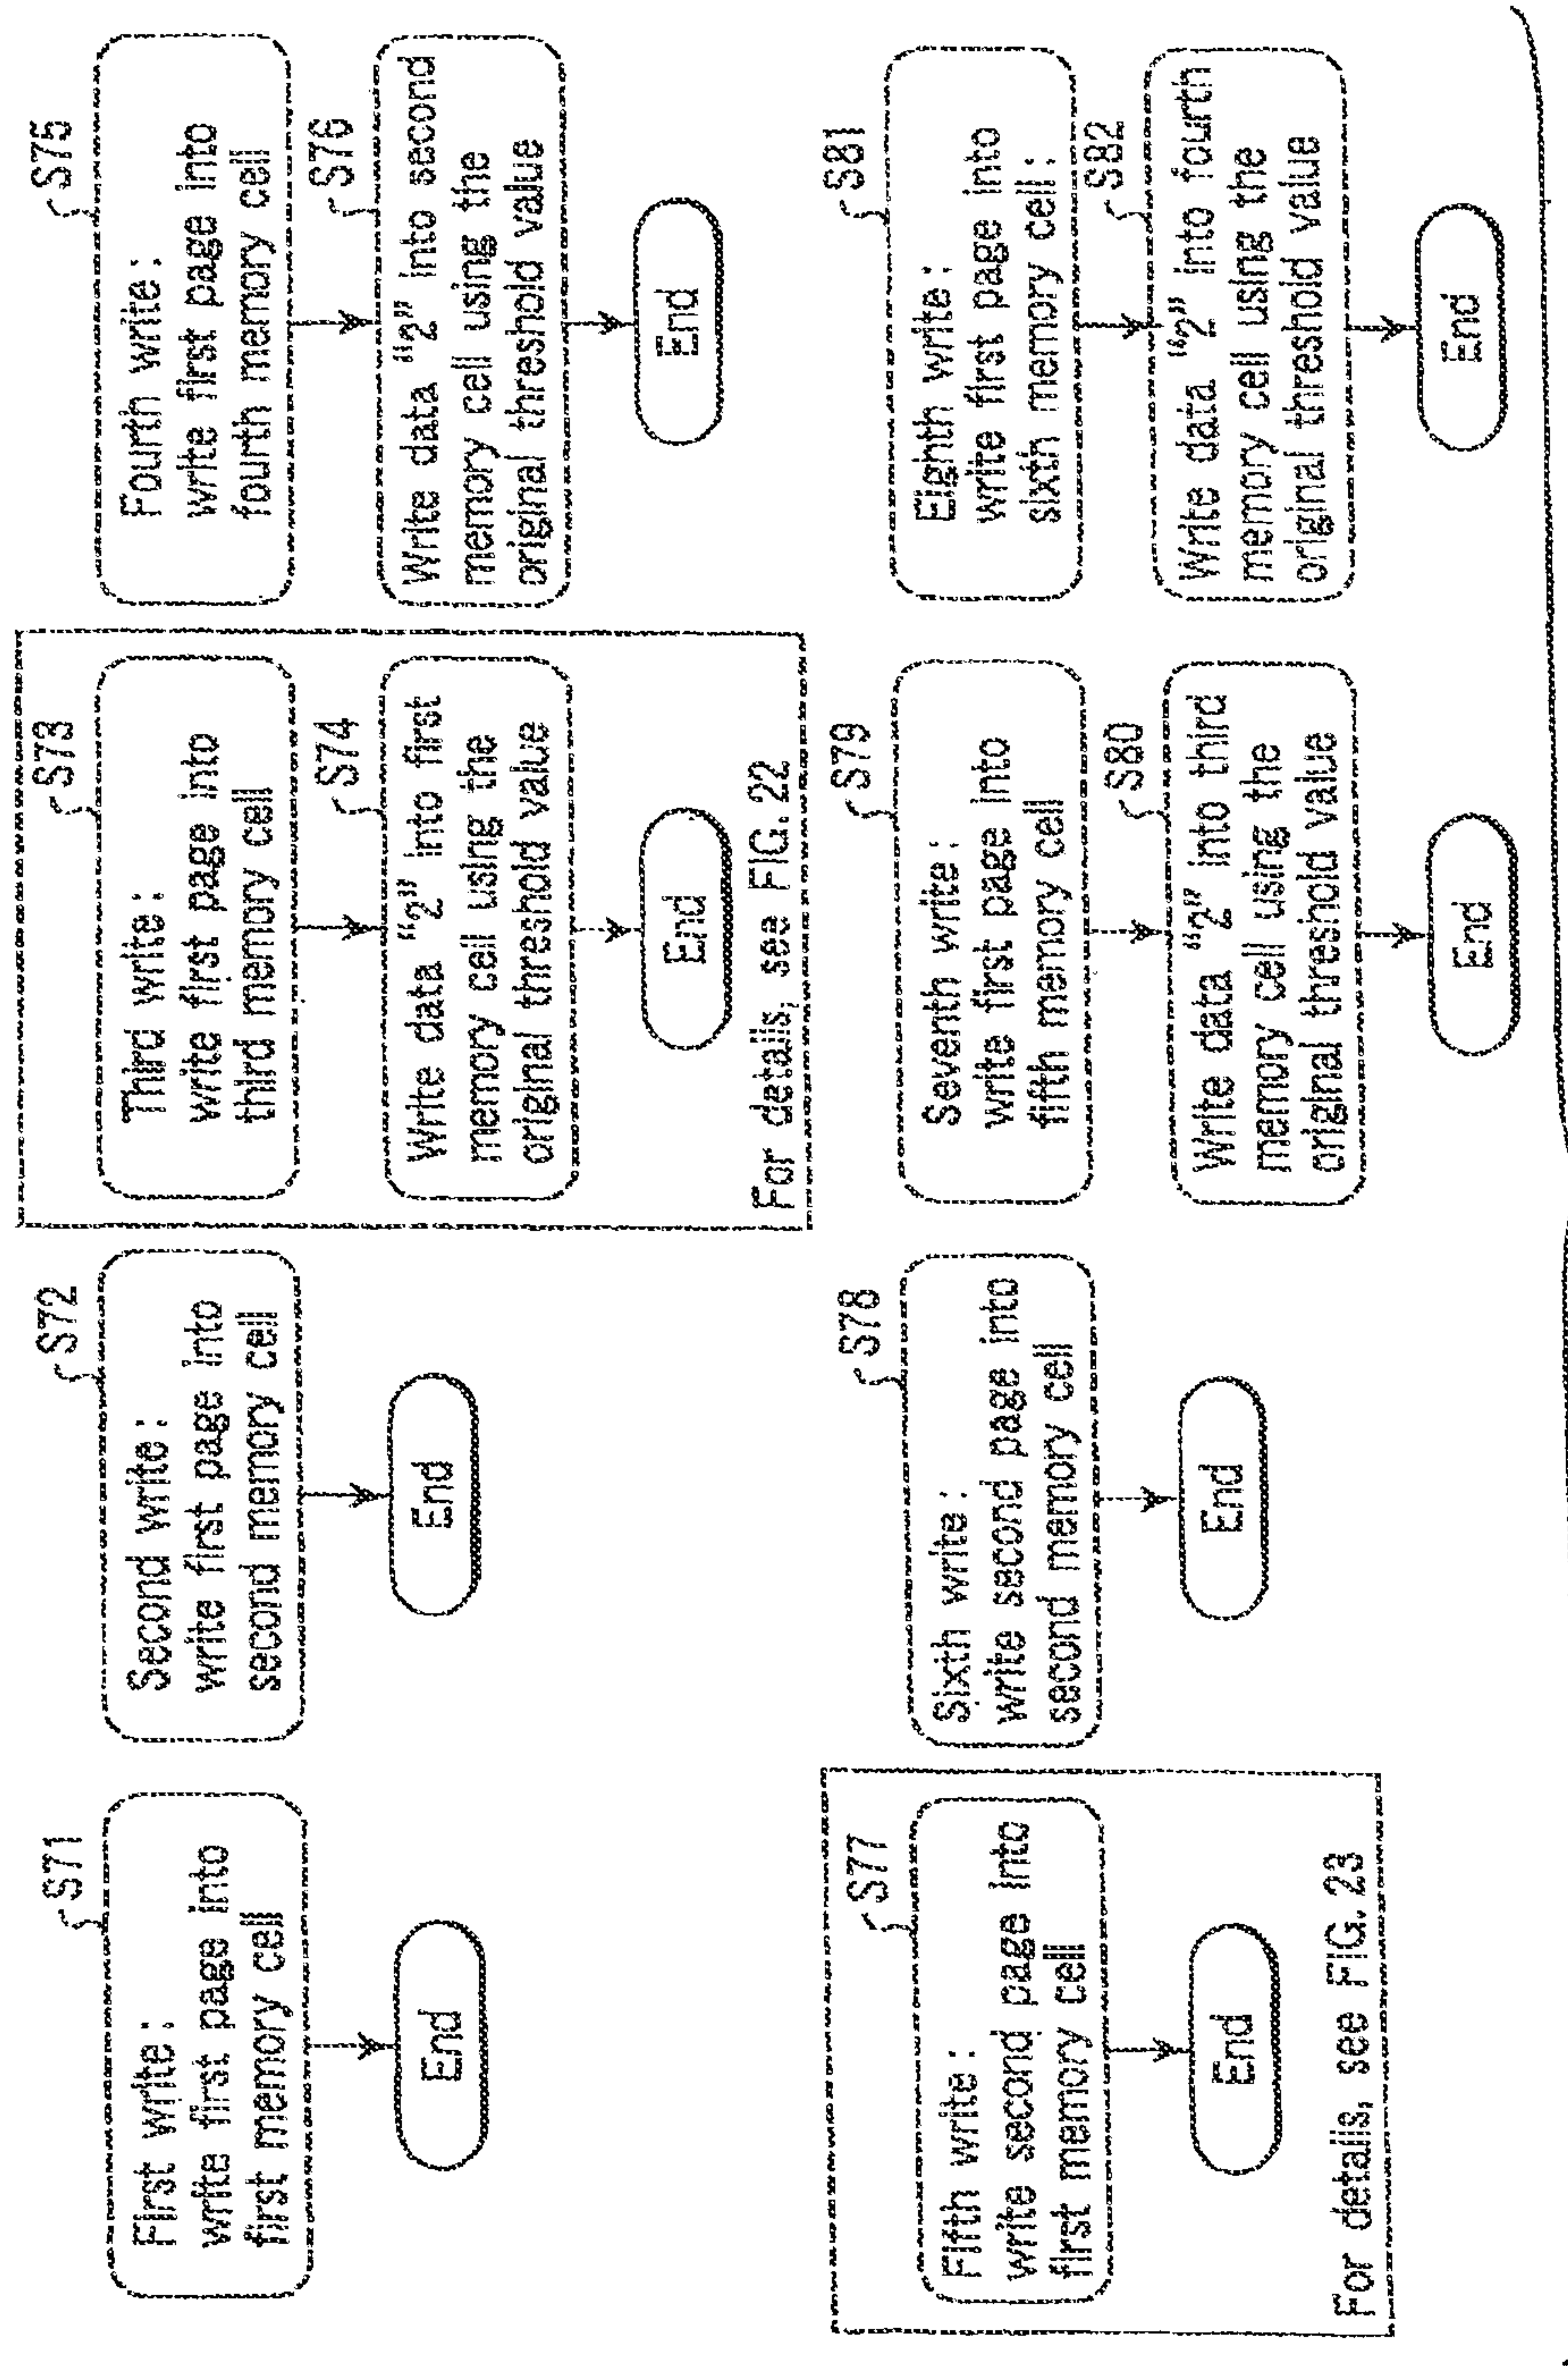 S71
First write :
write first page into
first memory cell
End
S72
Second write :
write first page into
second memory cell
End
S73
Third write :
write first page into
third memory cell
S74
Write data "2" into first
memory cell using the
original threshold value
End
For details, see FIG. 22
S75
Fourth write :
write first page into
fourth memory cell
S76
Write data "2" into second
memory cell using the
original threshold value
End
S77
Fifth write :
write second page into
first memory cell
End
For details, see FIG. 23
S78
Sixth write :
write second page into
second memory cell
End
S79
Seventh write :
write first page into
fifth memory cell
S80
Write data "2" into third
memory cell using the
original threshold value
End
S81
Eighth write :
write first page into
sixth memory cell :
S82
Write data "2" into fourth
memory cell using the
original threshold value
End